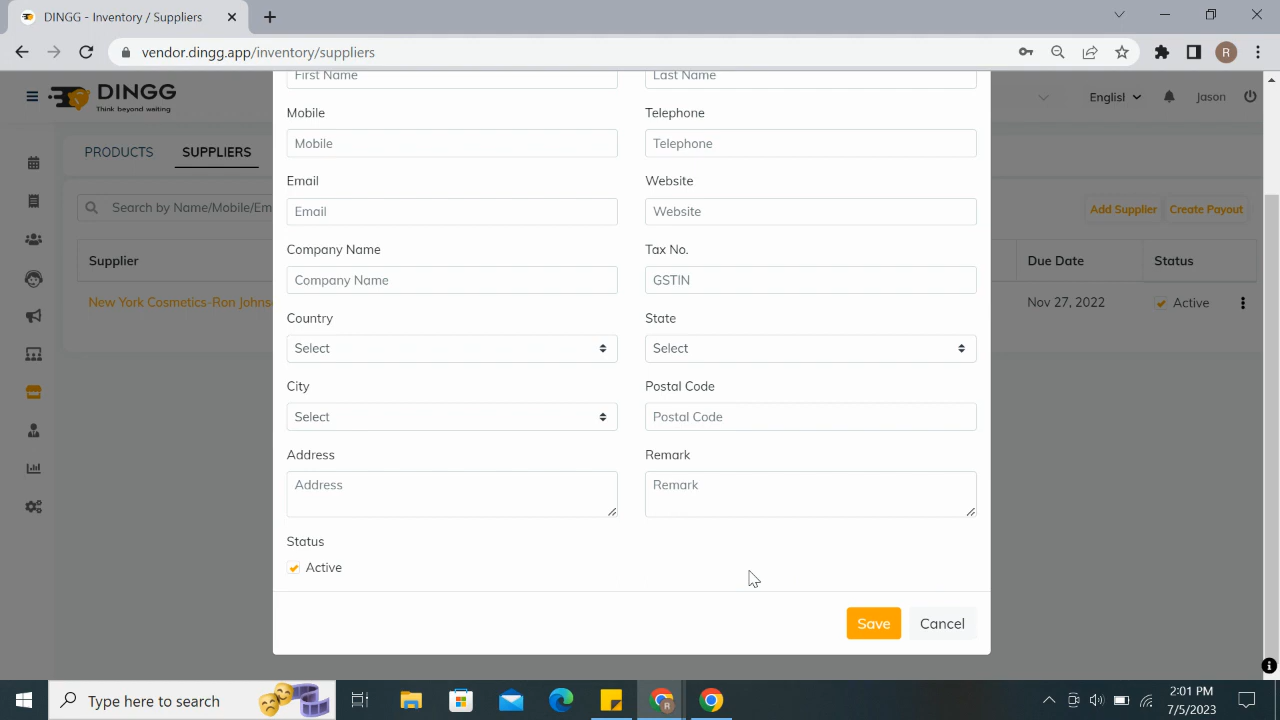 DINGG - Inventory / Suppliers
vendor.dingg.app/inventory/suppliers
R
DINGG
Think beyond waiting
English
Jason
PRODUCTS SUPPLIERS
Search by Name/Mobile/Em
Add Supplier Create Payout
Supplier Due Date Status
New York Cosmetics-Ron Johns Nov 27, 2022 Active
First Name Last Name
Mobile Telephone
Mobile Telephone
Email Website
Email Website
Company Name Tax No.
Company Name GSTIN
Country State
Select Select
City Postal Code
Select Postal Code
Address Remark
Address Remark
Status
Active
Save Cancel
Type here to search
2:01 PM
7/5/2023